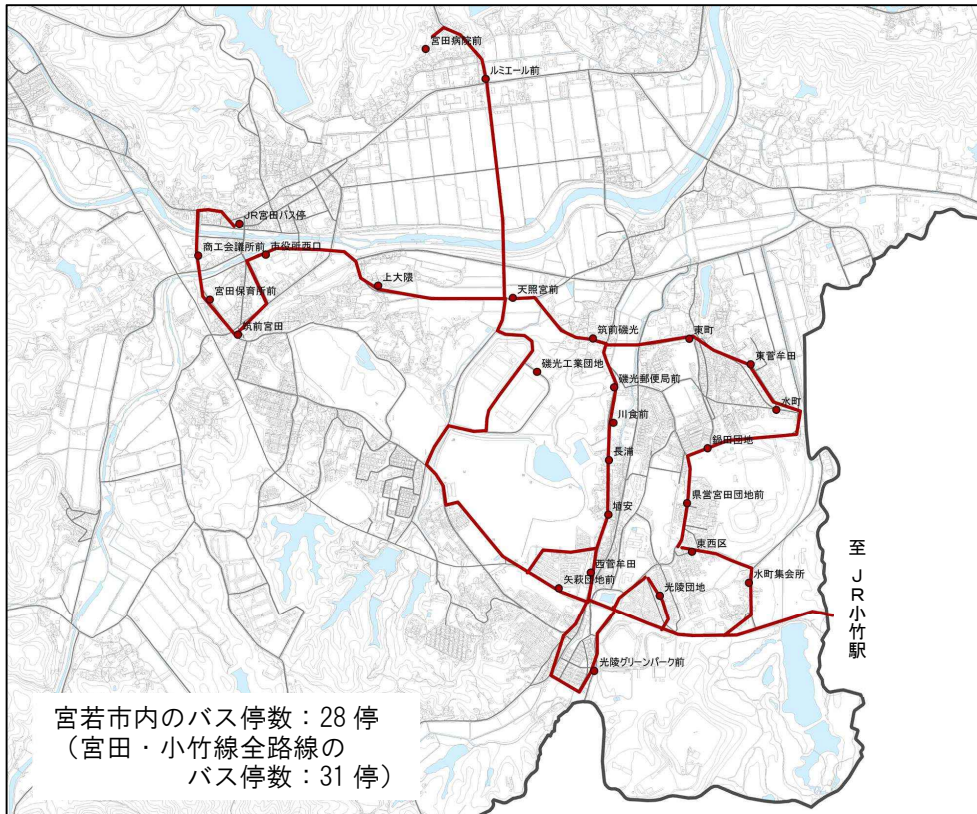 宮田病院前
ルミエール前
JR宮田バス停
商工会議所前
市役所西口
宮田保育所前
上大隈
天照宮前
筑前宮田
筑前磯光
東町
磯光工業団地
東菅牟田
磯光郵便局前
水町
川食前
鍋田団地
長浦
県営宮田団地前
埴安
東西区
西菅牟田
矢萩団地前
光陵団地
水町集会所
光陵グリーンパーク前
至 JR小竹駅
宮若市内のバス停数：28 停
（宮田・小竹線全路線の
バス停数：31 停）